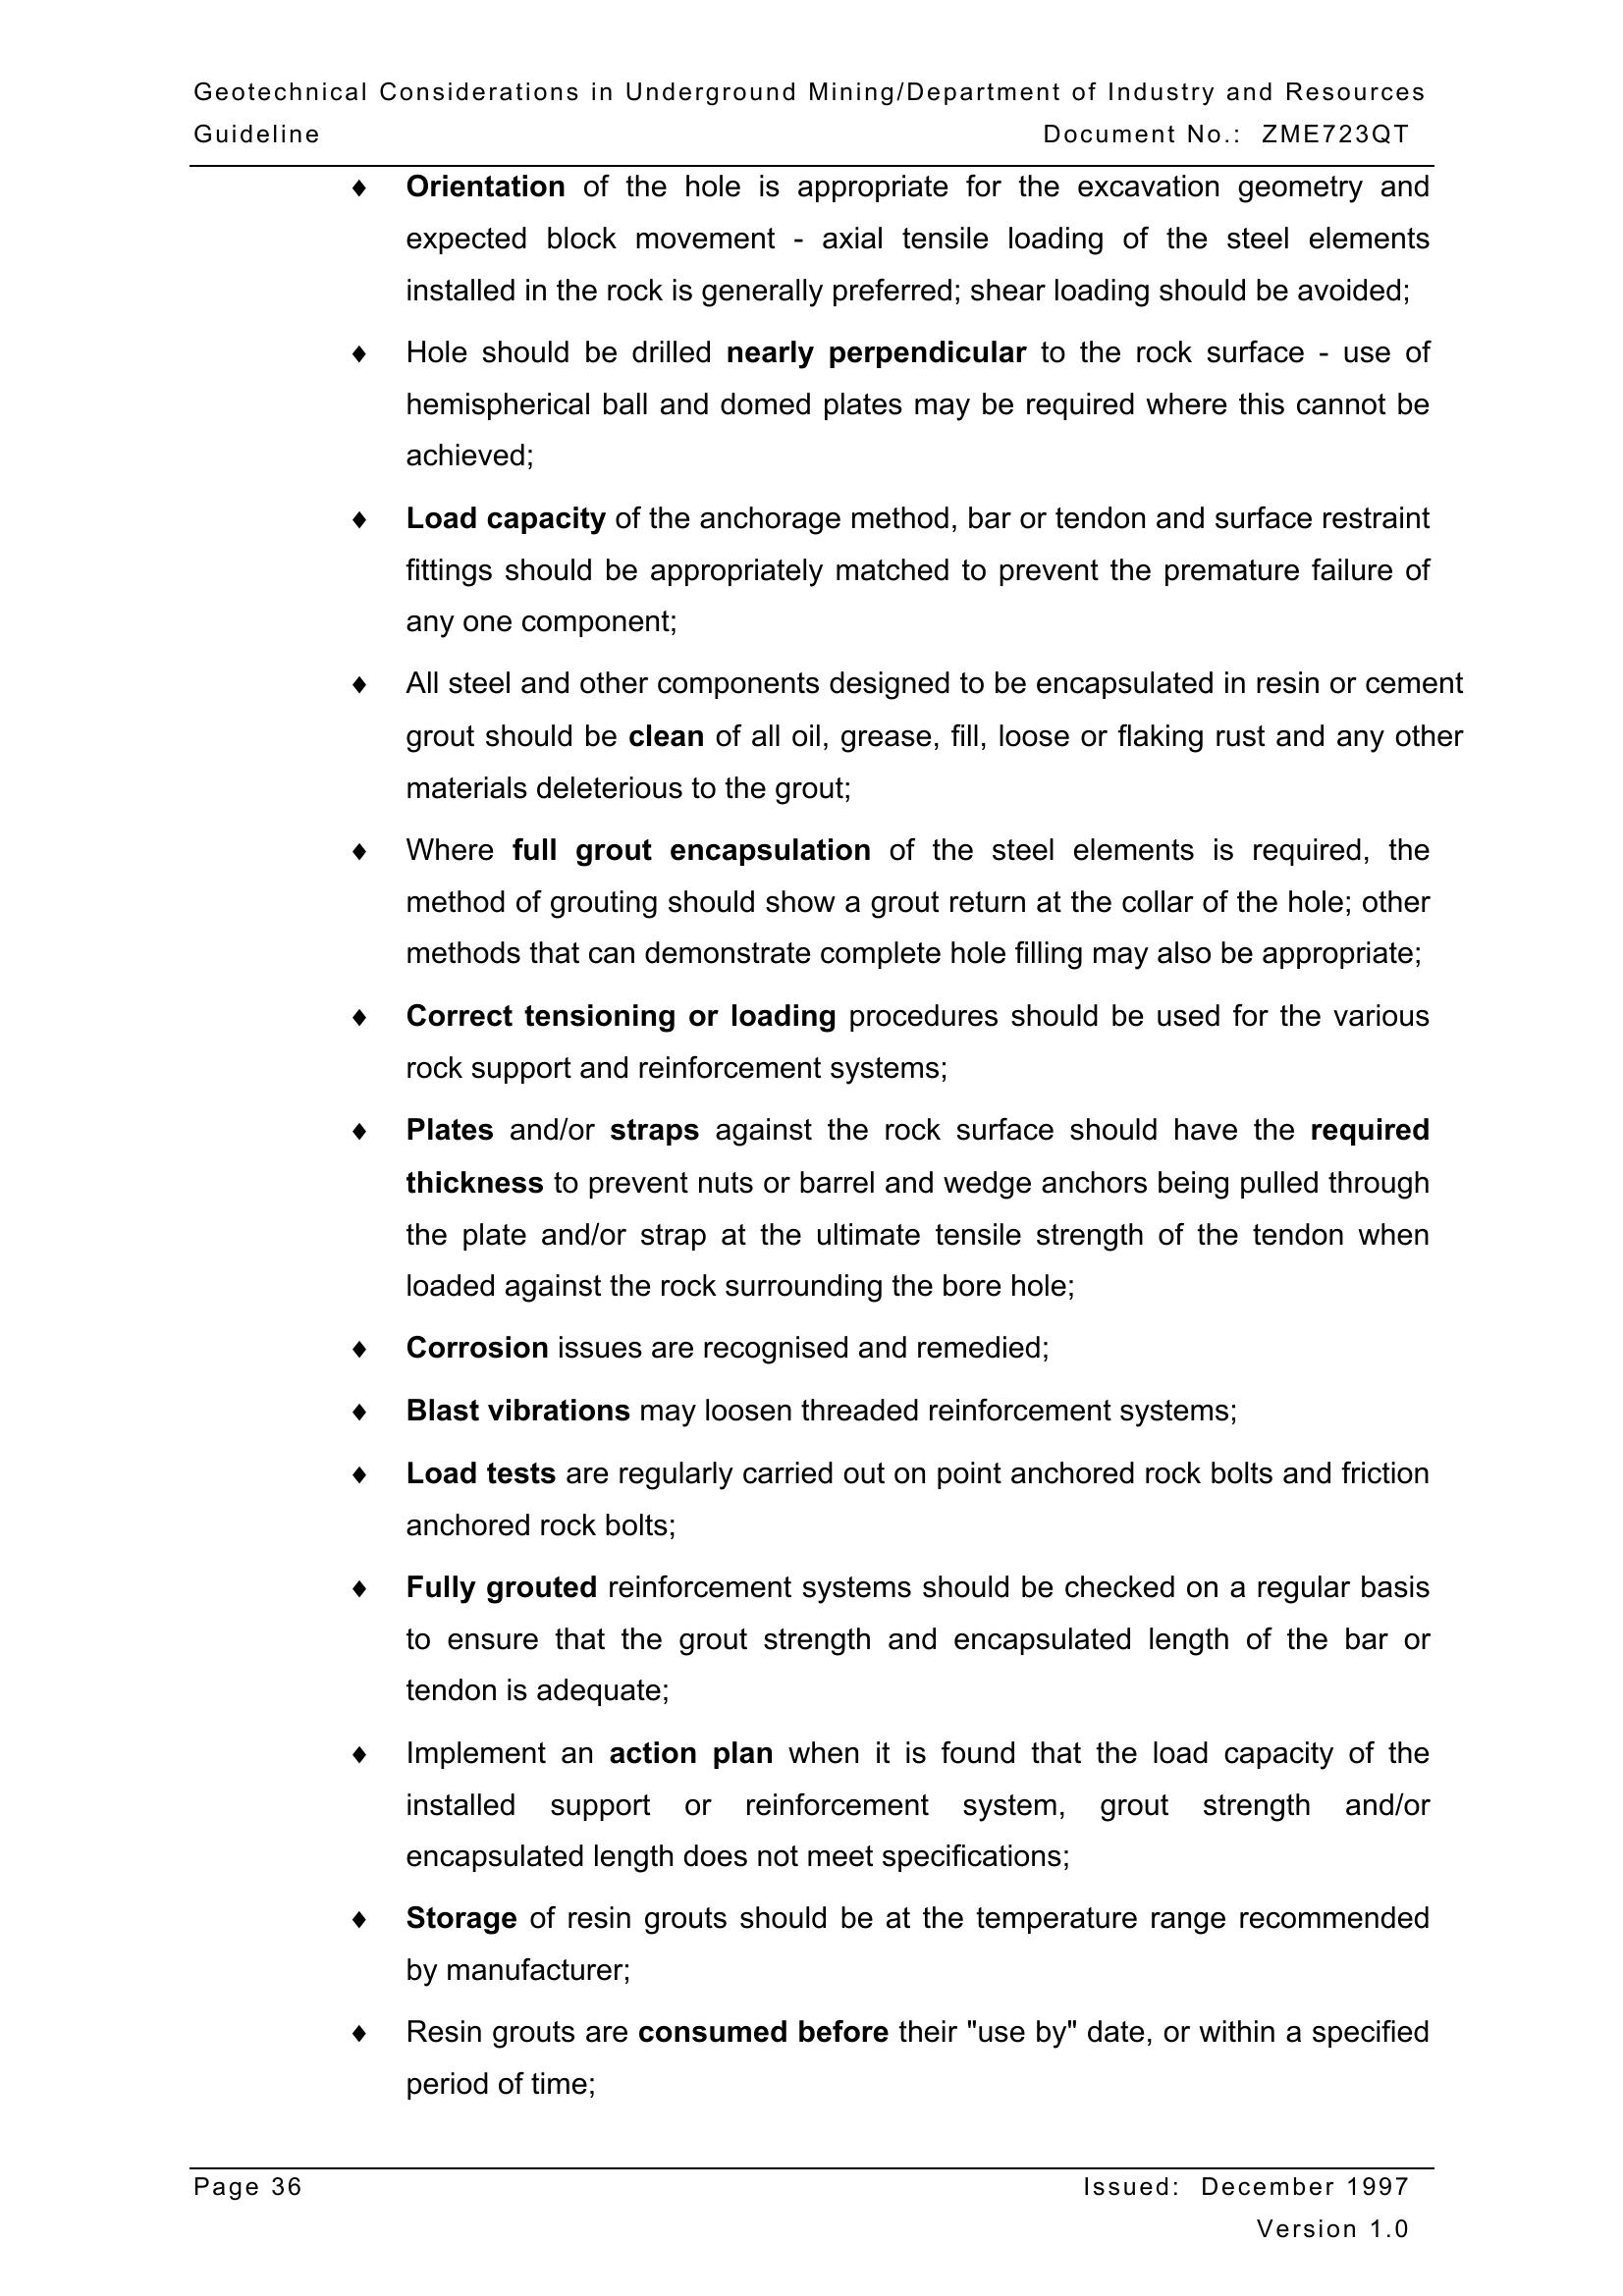 Geotechnical Considerations in Underground Mining/Department of Industry and Resources
Guideline Document No.: ZME723QT
♦ Orientation of the hole is appropriate for the excavation geometry and
expected block movement - axial tensile loading of the steel elements
installed in the rock is generally preferred; shear loading should be avoided;
♦ Hole should be drilled nearly perpendicular to the rock surface - use of
hemispherical ball and domed plates may be required where this cannot be
achieved;
♦ Load capacity of the anchorage method, bar or tendon and surface restraint
fittings should be appropriately matched to prevent the premature failure of
any one component;
♦ All steel and other components designed to be encapsulated in resin or cement
grout should be clean of all oil, grease, fill, loose or flaking rust and any other
materials deleterious to the grout;
♦ Where full grout encapsulation of the steel elements is required, the
method of grouting should show a grout return at the collar of the hole; other
methods that can demonstrate complete hole filling may also be appropriate;
♦ Correct tensioning or loading procedures should be used for the various
rock support and reinforcement systems;
♦ Plates and/or straps against the rock surface should have the required
thickness to prevent nuts or barrel and wedge anchors being pulled through
the plate and/or strap at the ultimate tensile strength of the tendon when
loaded against the rock surrounding the bore hole;
♦ Corrosion issues are recognised and remedied;
♦ Blast vibrations may loosen threaded reinforcement systems;
♦ Load tests are regularly carried out on point anchored rock bolts and friction
anchored rock bolts;
♦ Fully grouted reinforcement systems should be checked on a regular basis
to ensure that the grout strength and encapsulated length of the bar or
tendon is adequate;
♦ Implement an action plan when it is found that the load capacity of the
installed support or reinforcement system, grout strength and/or
encapsulated length does not meet specifications;
♦ Storage of resin grouts should be at the temperature range recommended
by manufacturer;
♦ Resin grouts are consumed before their "use by" date, or within a specified
period of time;
Page 36 Issued: December 1997
Version 1.0